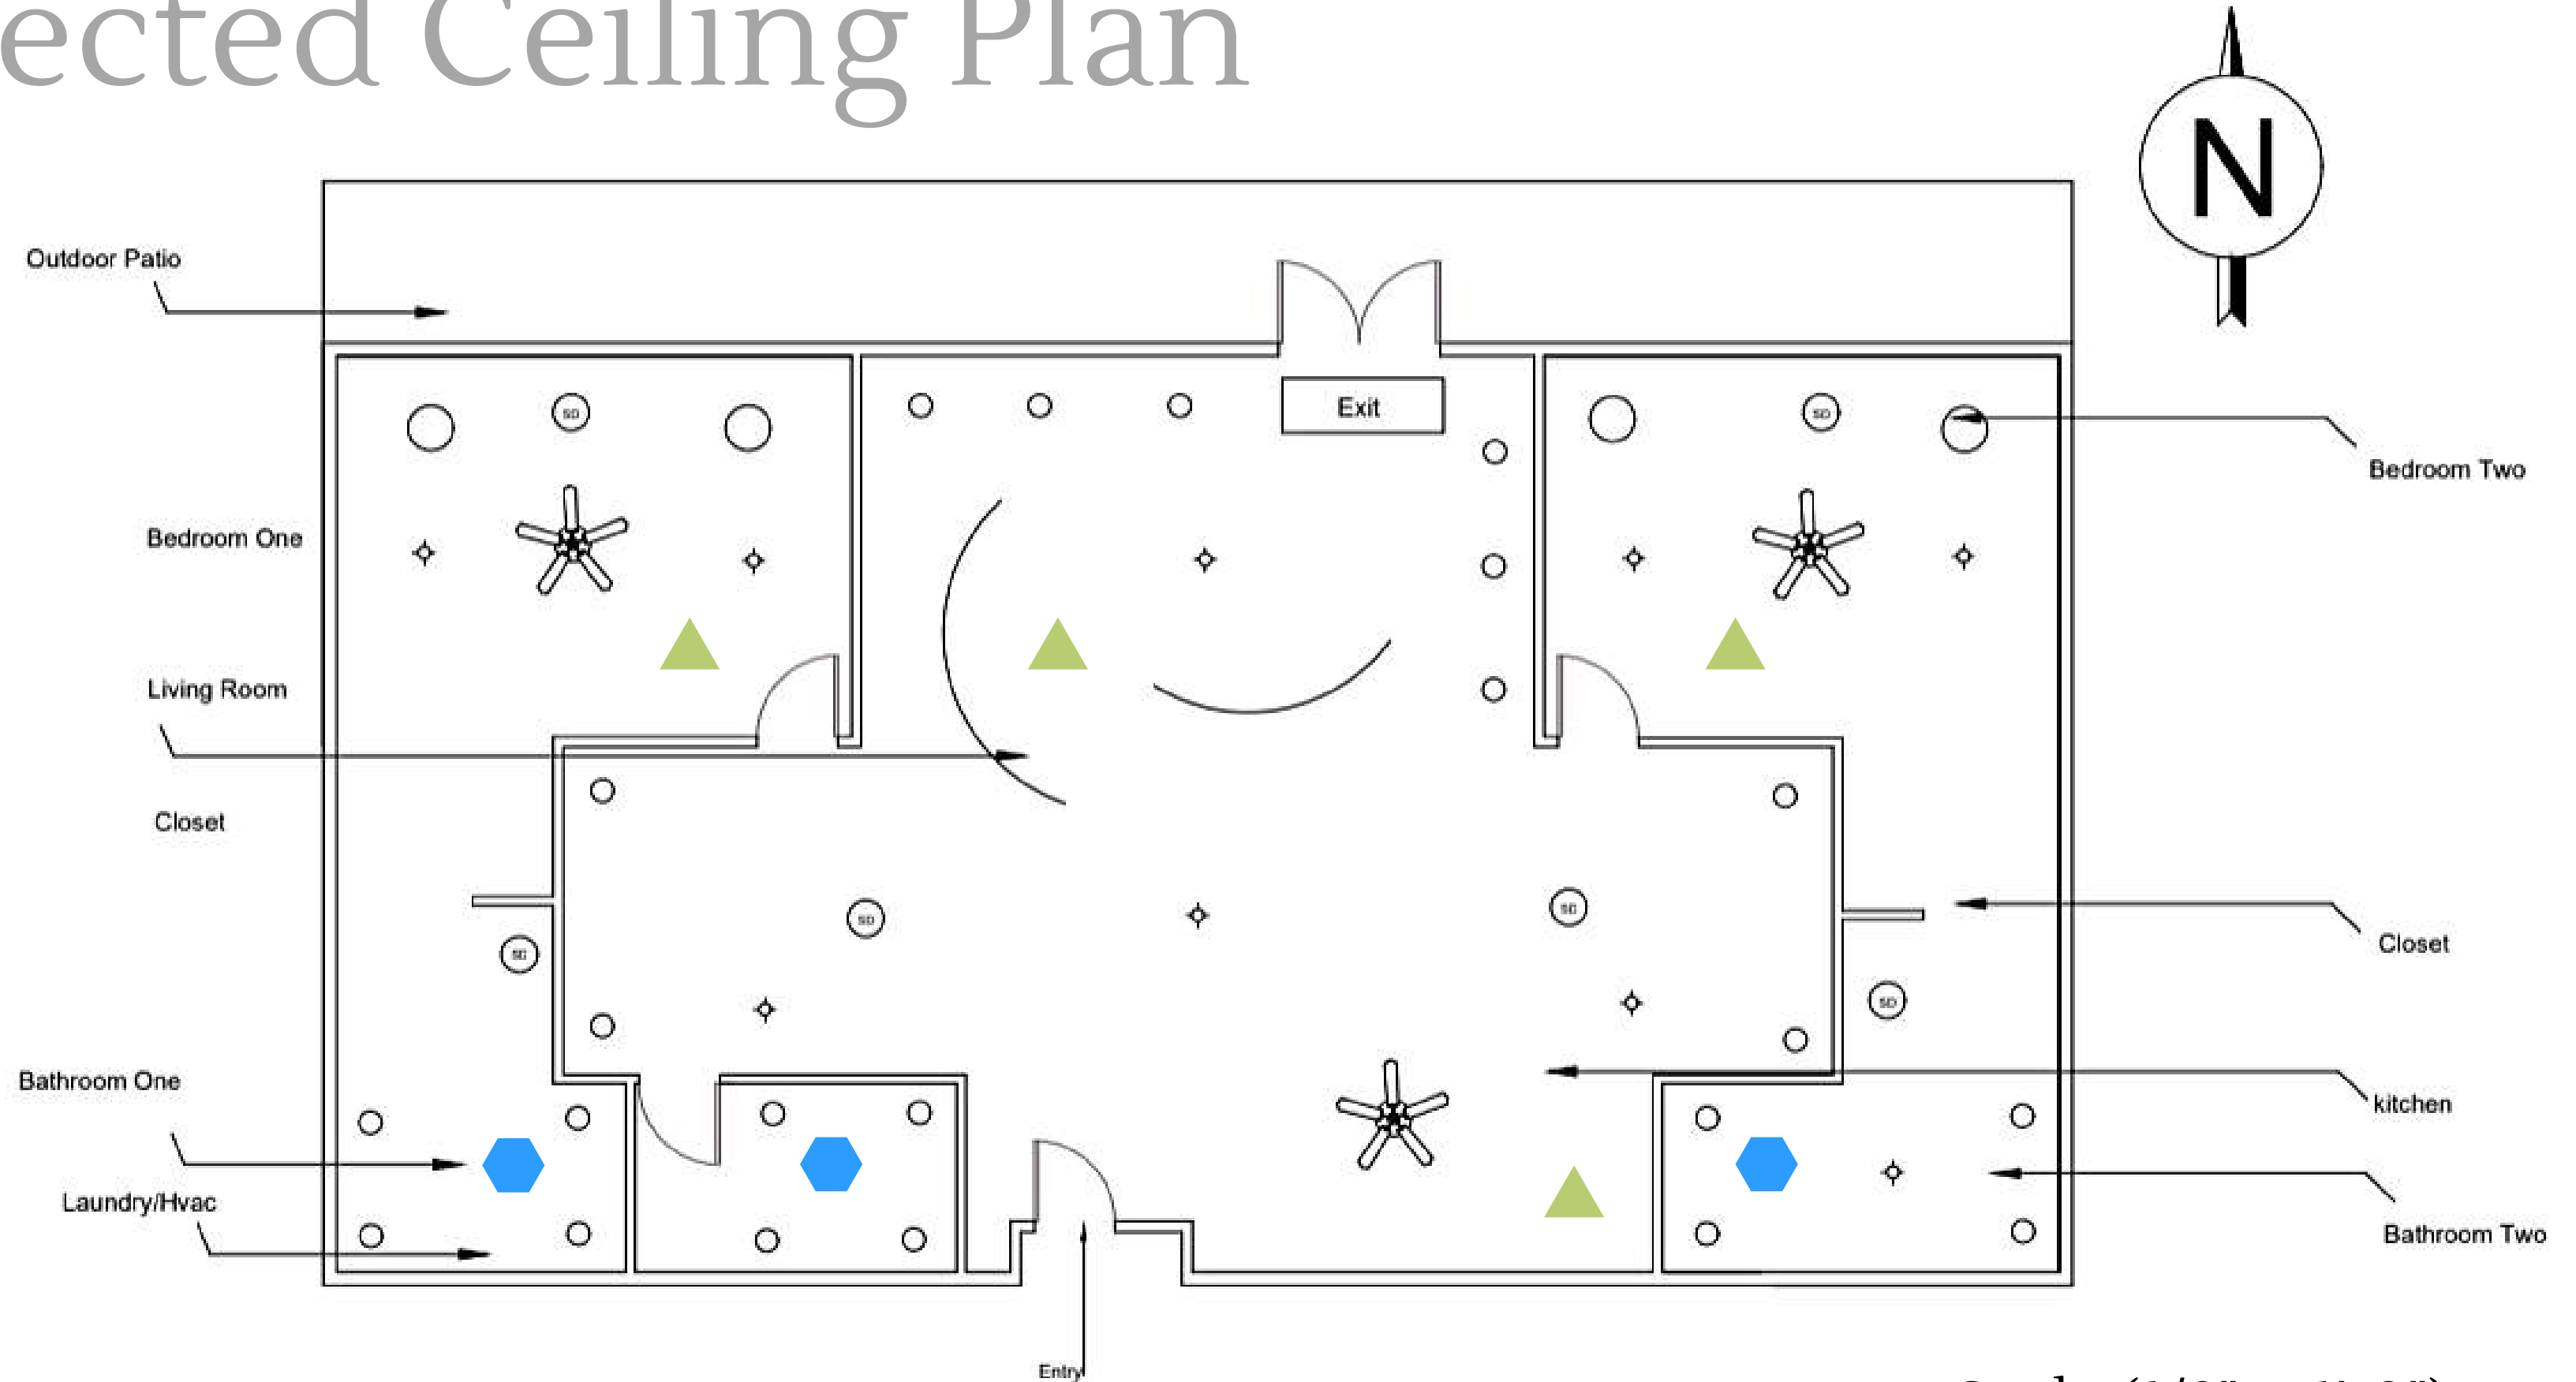 ected Ceiling Plan
N
Outdoor Patio
Exit
SD
SD
Bedroom Two
Bedroom One
Living Room
Closet
SD
SD
SD
Closet
SD
Bathroom One
kitchen
Laundry/Hvac
Bathroom Two
Entry